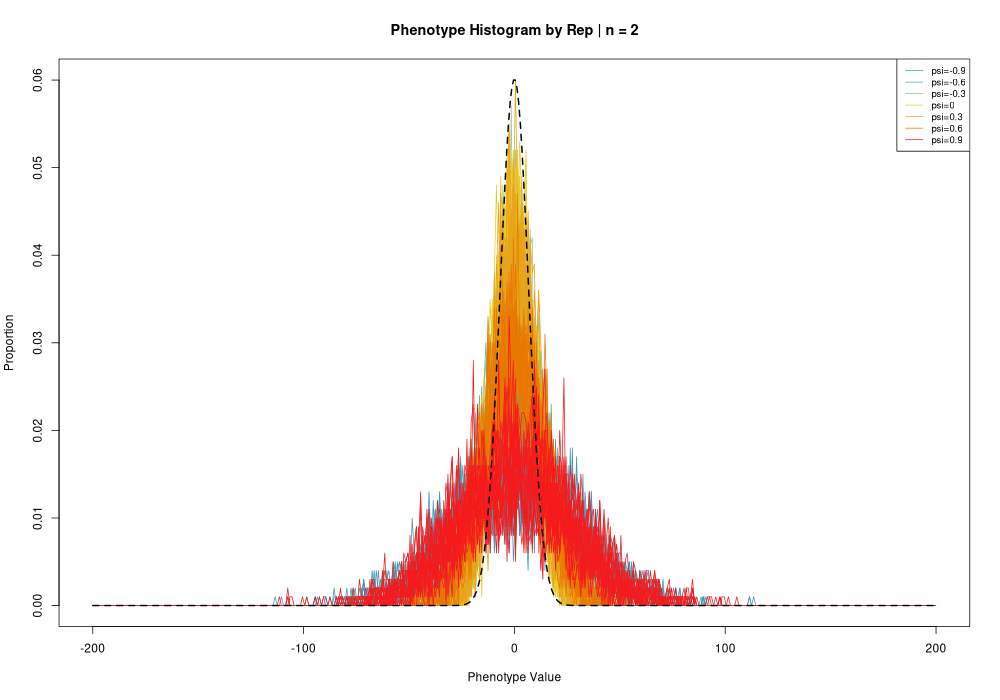 Phenotype Histogram by Rep | n = 2
psi=-0.9
psi=-0.6
psi=-0.3
psi=0
psi=0.3
psi=0.6
psi=0.9
Proportion
0.06
0.05
0.04
0.03
0.02
0.01
0.00
-200
-100
0
100
200
Phenotype Value